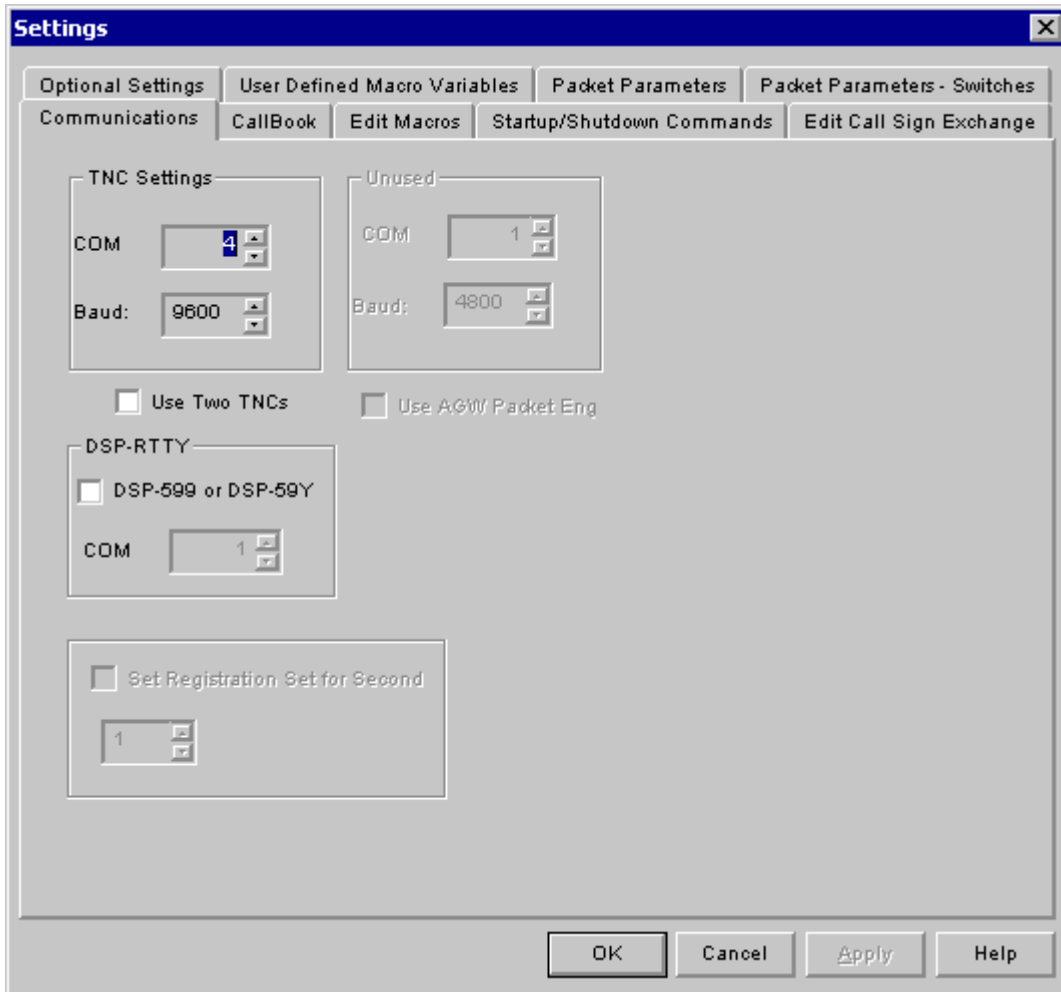 Settings
Optional Settings User Defined Macro Variables Packet Parameters Packet Parameters - Switches
Communications CallBook Edit Macros Startup/Shutdown Commands Edit Call Sign Exchange
TNC Settings
COM 4
Baud: 9600
Unused
COM 1
Baud: 4800
Use Two TNCs
Use AGW Packet Eng
DSP-RTTY
DSP-599 or DSP-59Y
COM 1
Set Registration Set for Second
1
OK Cancel Apply Help